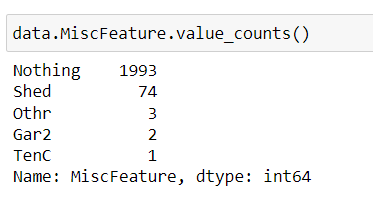 data.MiscFeature.value_counts()
Nothing    1993
Shed         74
Othr          3
Gar2          2
TenC          1
Name: MiscFeature, dtype: int64